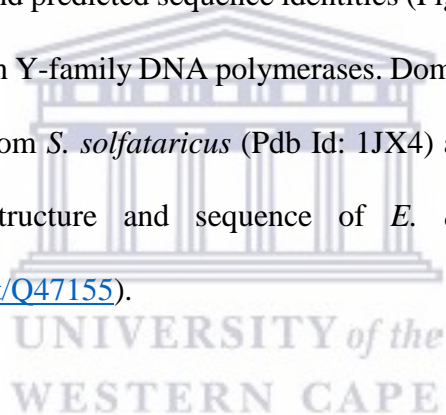 nd predicted sequence identities (Fig
n Y-family DNA polymerases. Dom
om S. solfataricus (Pdb Id: 1JX4) a
tructure and sequence of E.
/Q47155).
UNIVERSITY of the
WESTERN CAPE